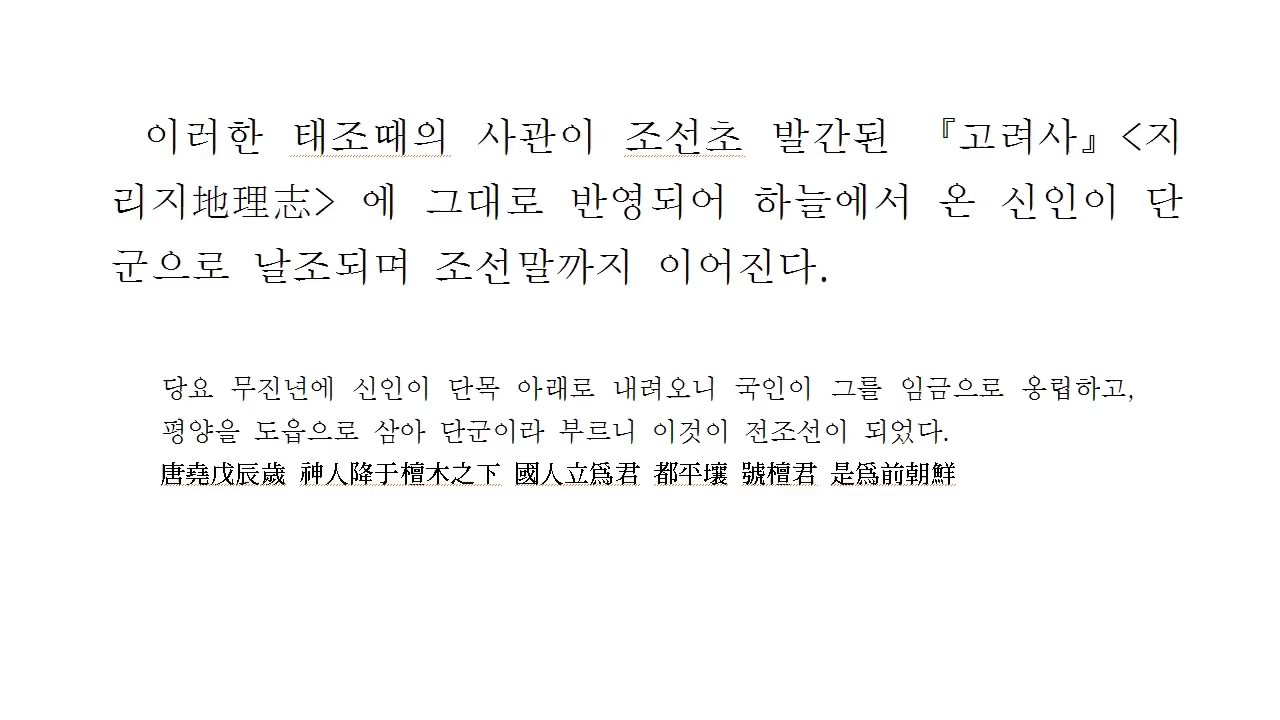 이러한 태조때의 사관이 조선초 발간된 『고려사』<지
리지地理志> 에 그대로 반영되어 하늘에서 온 신인이 단
군으로 날조되며 조선말까지 이어진다.
당요 무진년에 신인이 단목 아래로 내려오니 국인이 그를 임금으로 옹립하고,
평양을 도읍으로 삼아 단군이라 부르니 이것이 전조선이 되었다.
唐堯戊辰歲 神人降于檀木之下 國人立爲君 都平壤 號檀君 是爲前朝鮮